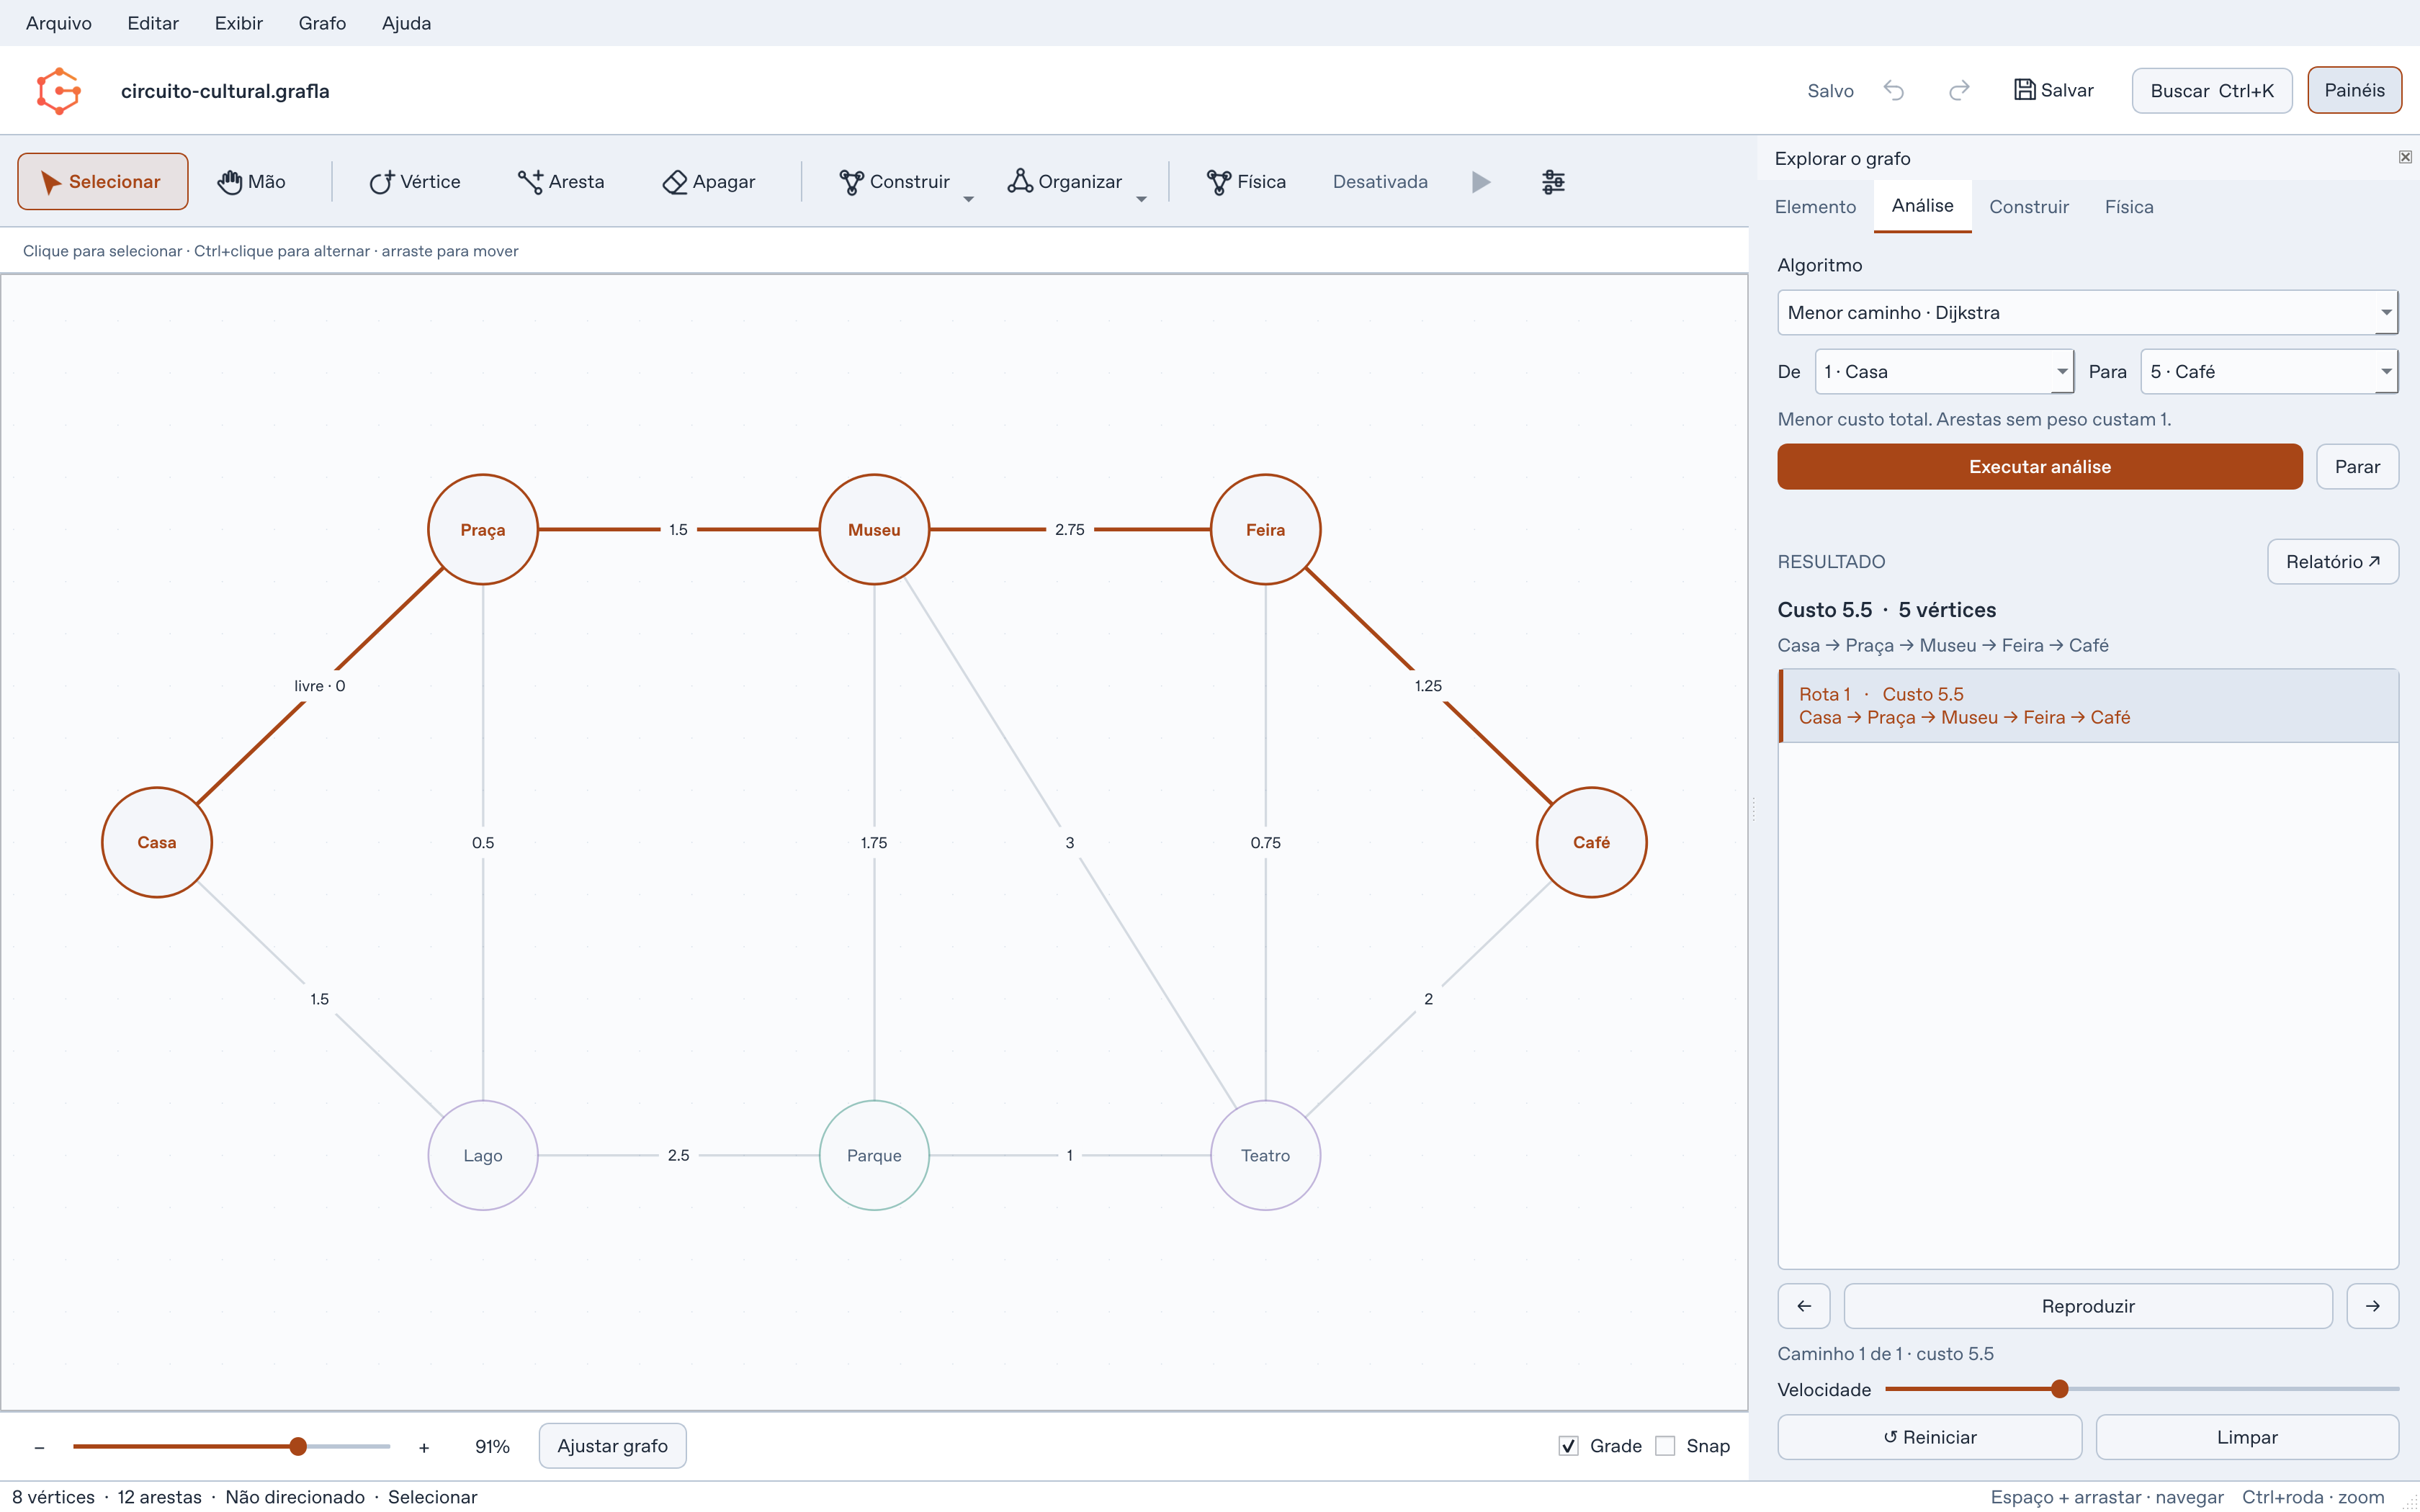 Arquivo Editar Exibir Grafo Ajuda
circuito-cultural.grafla Salvo Salvar Buscar Ctrl+K Painéis
Selecionar Mão Vértice Aresta Apagar Construir Organizar Física Desativada
Clique para selecionar · Ctrl+clique para alternar · arraste para mover
Praça 1.5 Museu 2.75 Feira
livre · 0 1.25
Casa 0.5 1.75 3 0.75 Café
1.5 2
Lago 2.5 Parque 1 Teatro
− + 91% Ajustar grafo Grade Snap
Explorar o grafo
Elemento Análise Construir Física
Algoritmo
Menor caminho · Dijkstra
De 1 · Casa Para 5 · Café
Menor custo total. Arestas sem peso custam 1.
Executar análise Parar
RESULTADO Relatório ↗
Custo 5.5 · 5 vértices
Casa → Praça → Museu → Feira → Café
Rota 1 · Custo 5.5
Casa → Praça → Museu → Feira → Café
← Reproduzir →
Caminho 1 de 1 · custo 5.5
Velocidade
↺ Reiniciar Limpar
8 vértices · 12 arestas · Não direcionado · Selecionar Espaço + arrastar · navegar Ctrl+roda · zoom